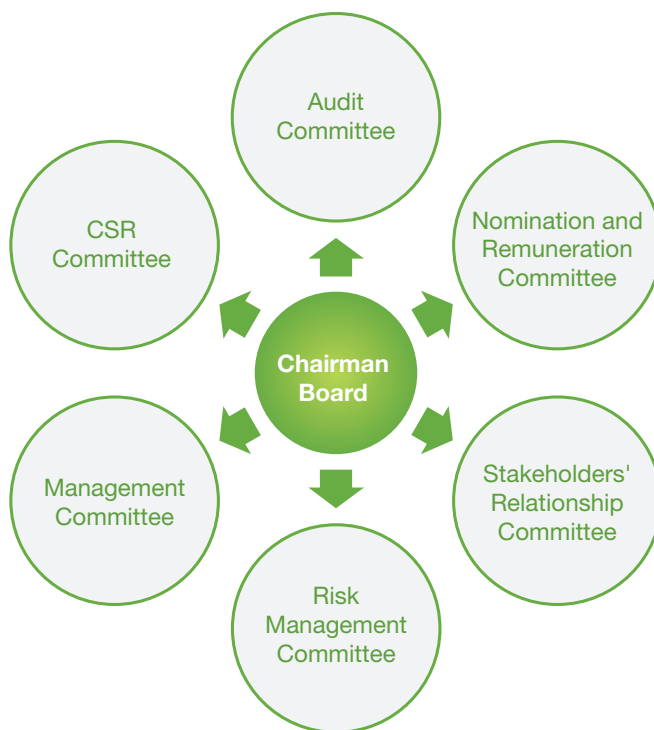 Audit
Committee
CSR
Committee
Nomination and
Remuneration
Committee
Chairman
Board
Management
Committee
Stakeholders'
Relationship
Committee
Risk
Management
Committee